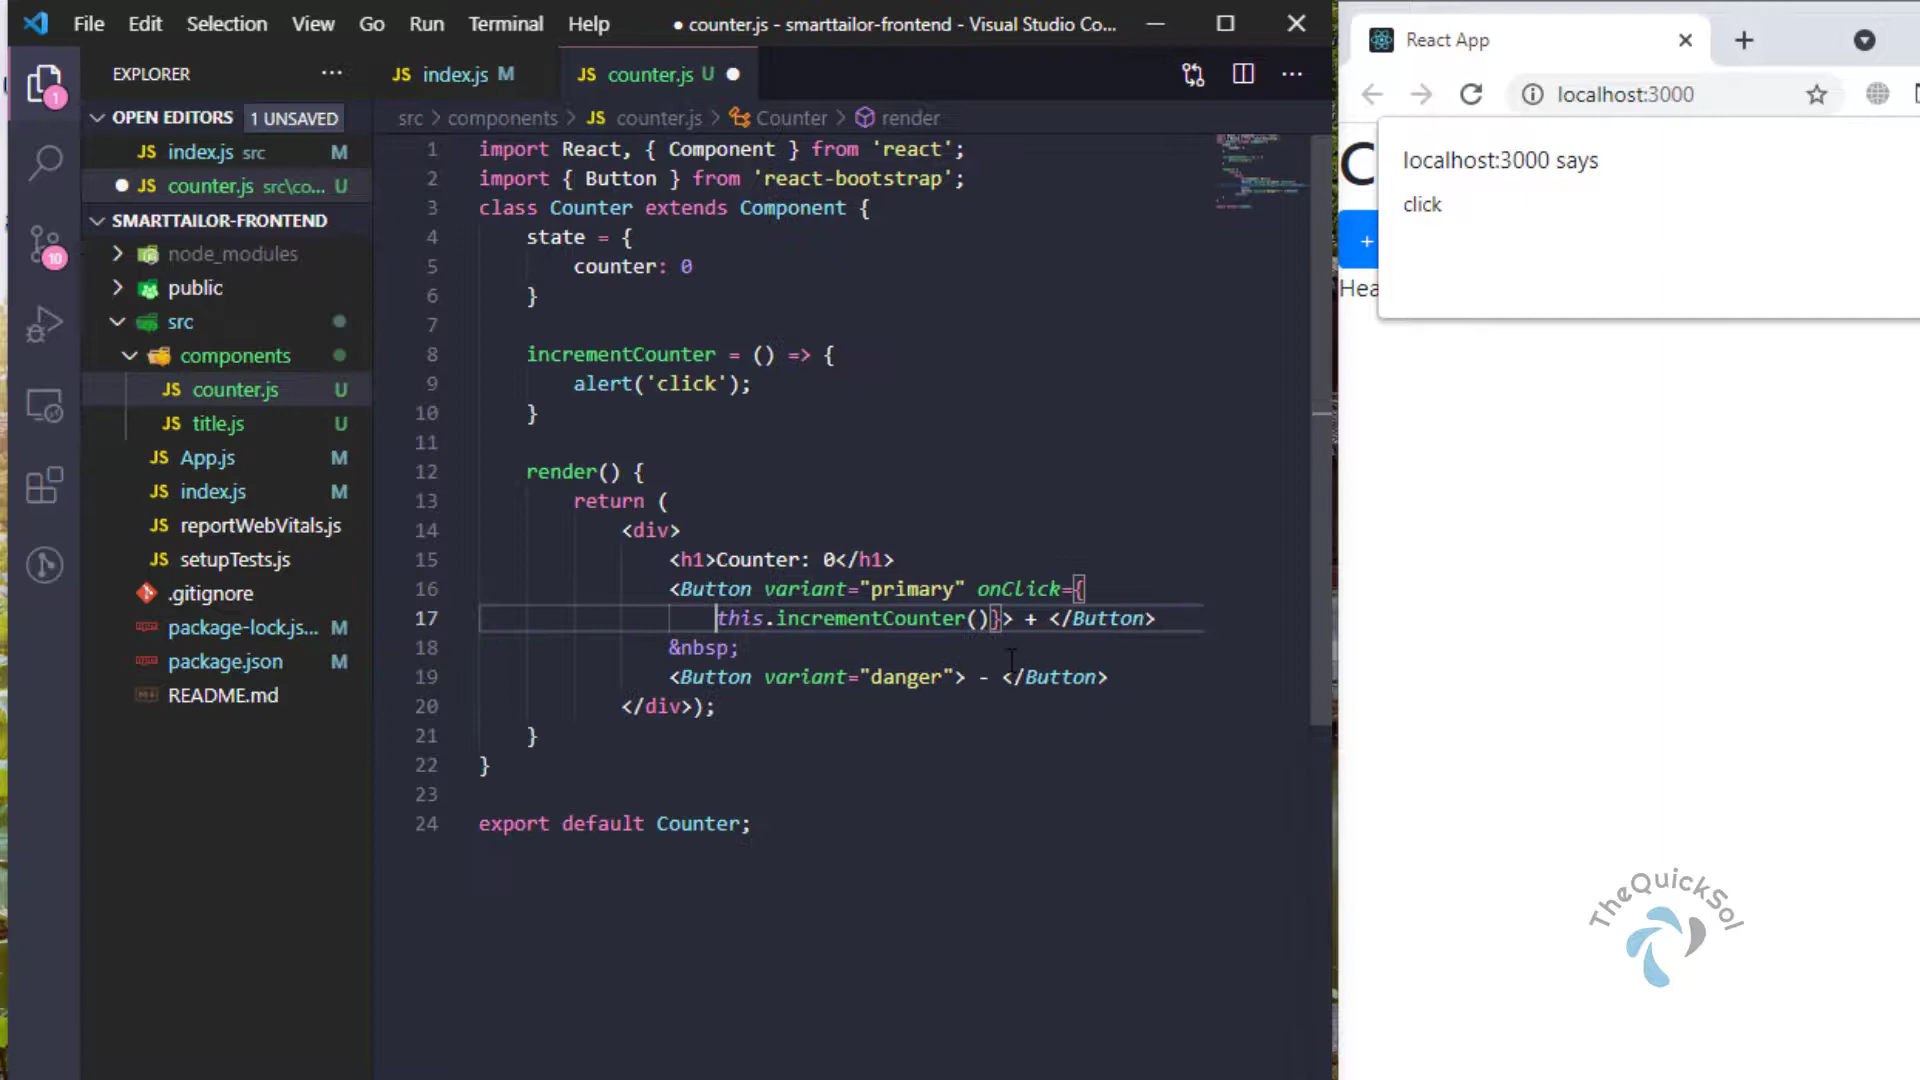 File Edit Selection View Go Run Terminal Help ● counter.js - smarttailor-frontend - Visual Studio Co...
EXPLORER
OPEN EDITORS 1 UNSAVED
JS index.js src M
JS counter.js src\co... U
SMARTTAILOR-FRONTEND
node_modules
public
src
components
JS counter.js U
JS title.js U
JS App.js M
JS index.js M
JS reportWebVitals.js
JS setupTests.js
.gitignore
package-lock.js... M
package.json M
README.md
1
10
JS index.js M
JS counter.js U
src > components > JS counter.js > Counter > render
1 import React, { Component } from 'react';
2 import { Button } from 'react-bootstrap';
3 class Counter extends Component {
4 state = {
5 counter: 0
6 }
7
8 incrementCounter = () => {
9 alert('click');
10 }
11
12 render() {
13 return (
14 <div>
15 <h1>Counter: 0</h1>
16 <Button variant="primary" onClick={
17 this.incrementCounter()}> + </Button>
18 &nbsp;
19 <Button variant="danger"> - </Button>
20 </div>);
21 }
22 }
23
24 export default Counter;
React App
localhost:3000
C
localhost:3000 says
click
+
Hea
TheQuickSol